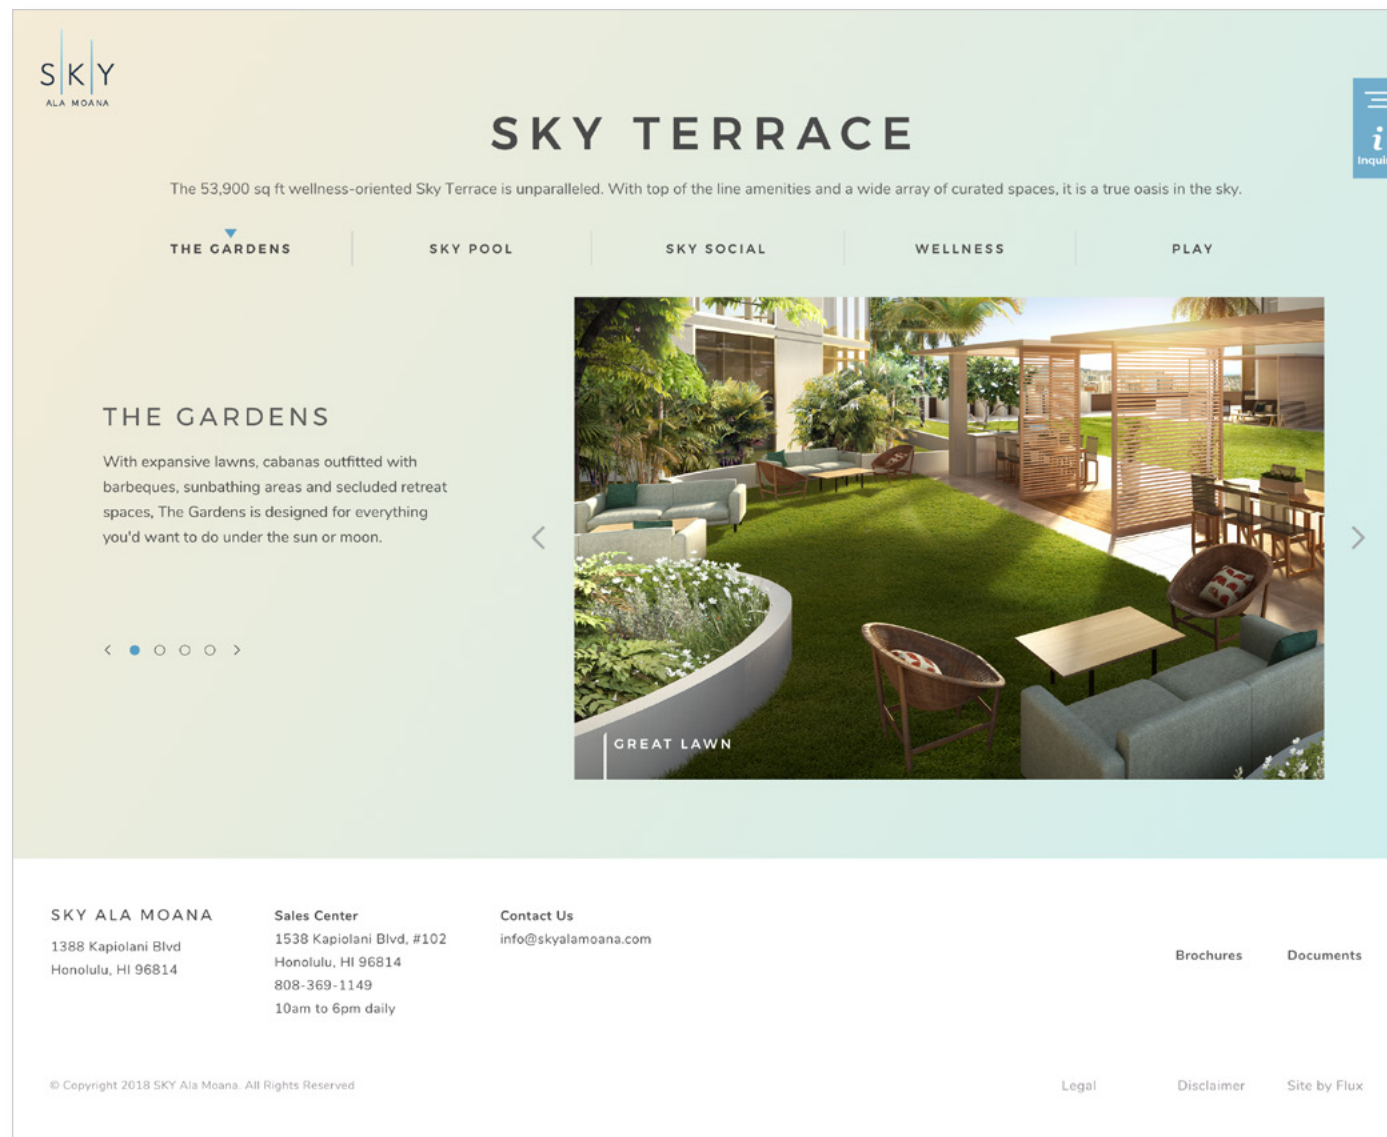 SKY
ALA MOANA
SKY TERRACE
Inquir
The 53,900 sq ft wellness-oriented Sky Terrace is unparalleled. With top of the line amenities and a wide array of curated spaces, it is a true oasis in the sky.
THE GARDENS
SKY POOL
SKY SOCIAL
WELLNESS
PLAY
THE GARDENS
With expansive lawns, cabanas outfitted with
barbeques, sunbathing areas and secluded retreat
spaces, The Gardens is designed for everything
you'd want to do under the sun or moon.
GREAT LAWN
SKY ALA MOANA
1388 Kapiolani Blvd
Honolulu, HI 96814
Sales Center
1538 Kapiolani Blvd, #102
Honolulu, HI 96814
808-369-1149
10am to 6pm daily
Contact Us
info@skyalamoana.com
Brochures
Documents
© Copyright 2018 SKY Ala Moana. All Rights Reserved
Legal
Disclaimer
Site by Flux